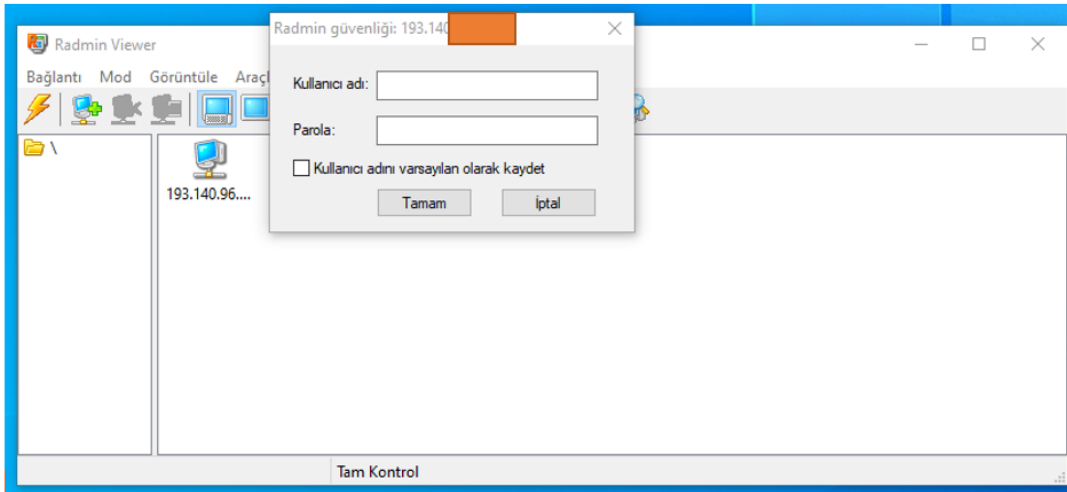 Radmin Viewer
Bağlantı Mod Görüntüle Araçl
Radmin güvenliği: 193.140
Kullanıcı adı:
Parola:
Kullanıcı adını varsayılan olarak kaydet
Tamam İptal
\
193.140.96....
Tam Kontrol